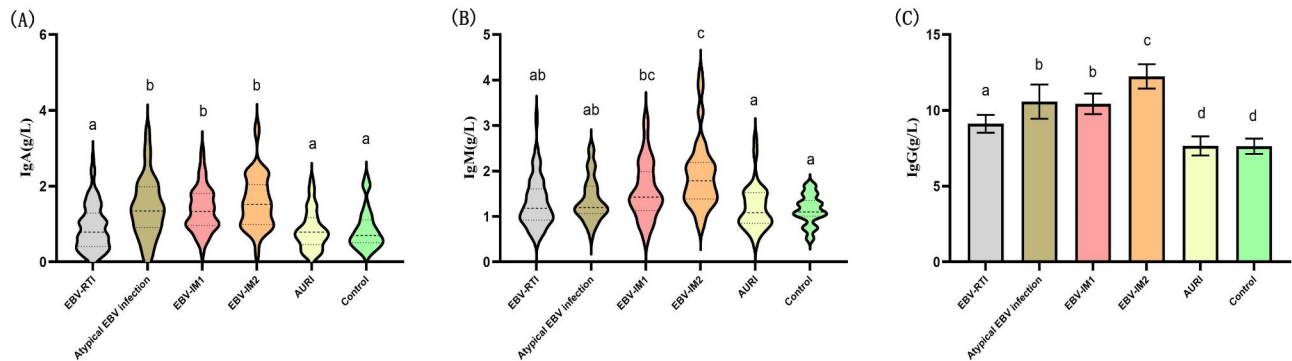 (A)
IgA(g/L)
6
4
2
0
a
b
b
b
a
a
EBV-RTI
Atypical EBV infection
EBV-IM1
EBV-IM2
AURI
Control
(B)
IgM(g/L)
5
4
3
2
1
0
ab
ab
bc
c
a
a
EBV-RTI
Atypical EBV infection
EBV-IM1
EBV-IM2
AURI
Control
(C)
IgG(g/L)
15
10
5
0
a
b
b
c
d
d
EBV-RTI
Atypical EBV infection
EBV-IM1
EBV-IM2
AURI
Control